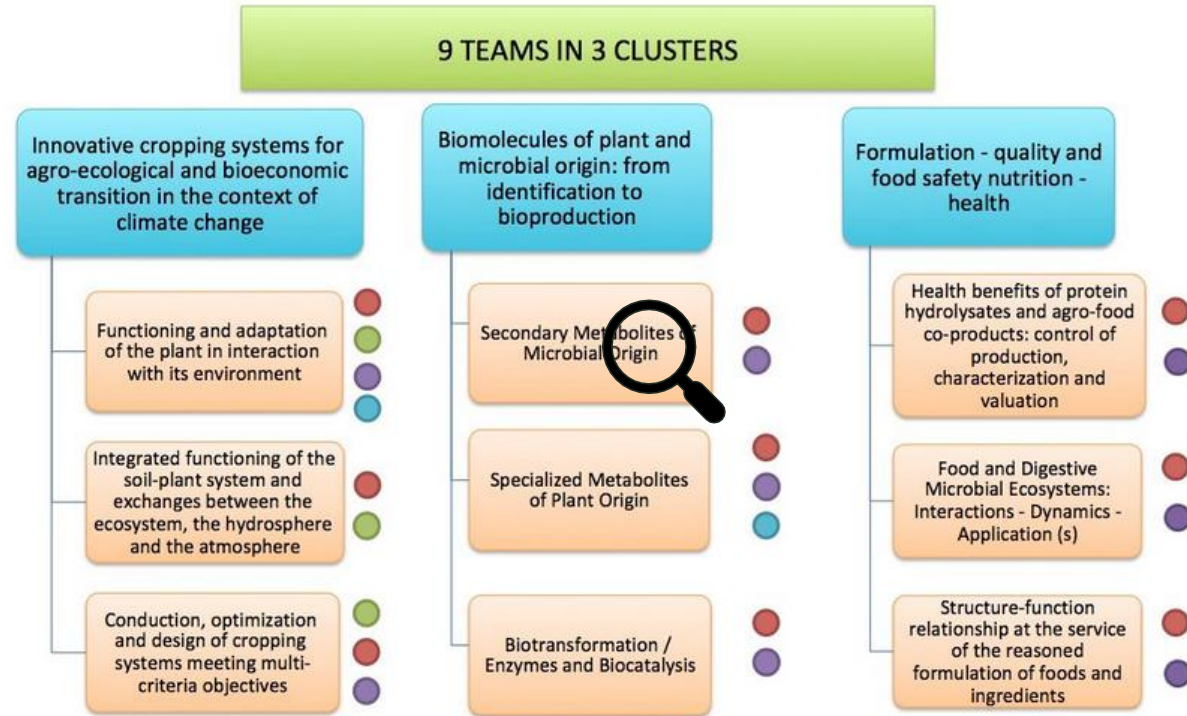 9 TEAMS IN 3 CLUSTERS
Innovative cropping systems for
agro-ecological and bioeconomic
transition in the context of
climate change
Functioning and adaptation
of the plant in interaction
with its environment
Integrated functioning of the
soil-plant system and
exchanges between the
ecosystem, the hydrosphere
and the atmosphere
Conduction, optimization
and design of cropping
systems meeting multi-
criteria objectives
Biomolecules of plant and
microbial origin: from
identification to
bioproduction
Secondary Metabolites of
Microbial Origin
Specialized Metabolites
of Plant Origin
Biotransformation /
Enzymes and Biocatalysis
Formulation - quality and
food safety nutrition -
health
Health benefits of protein
hydrolysates and agro-food
co-products: control of
production,
characterization and
valuation
Food and Digestive
Microbial Ecosystems:
Interactions - Dynamics -
Application (s)
Structure-function
relationship at the service
of the reasoned
formulation of foods and
ingredients